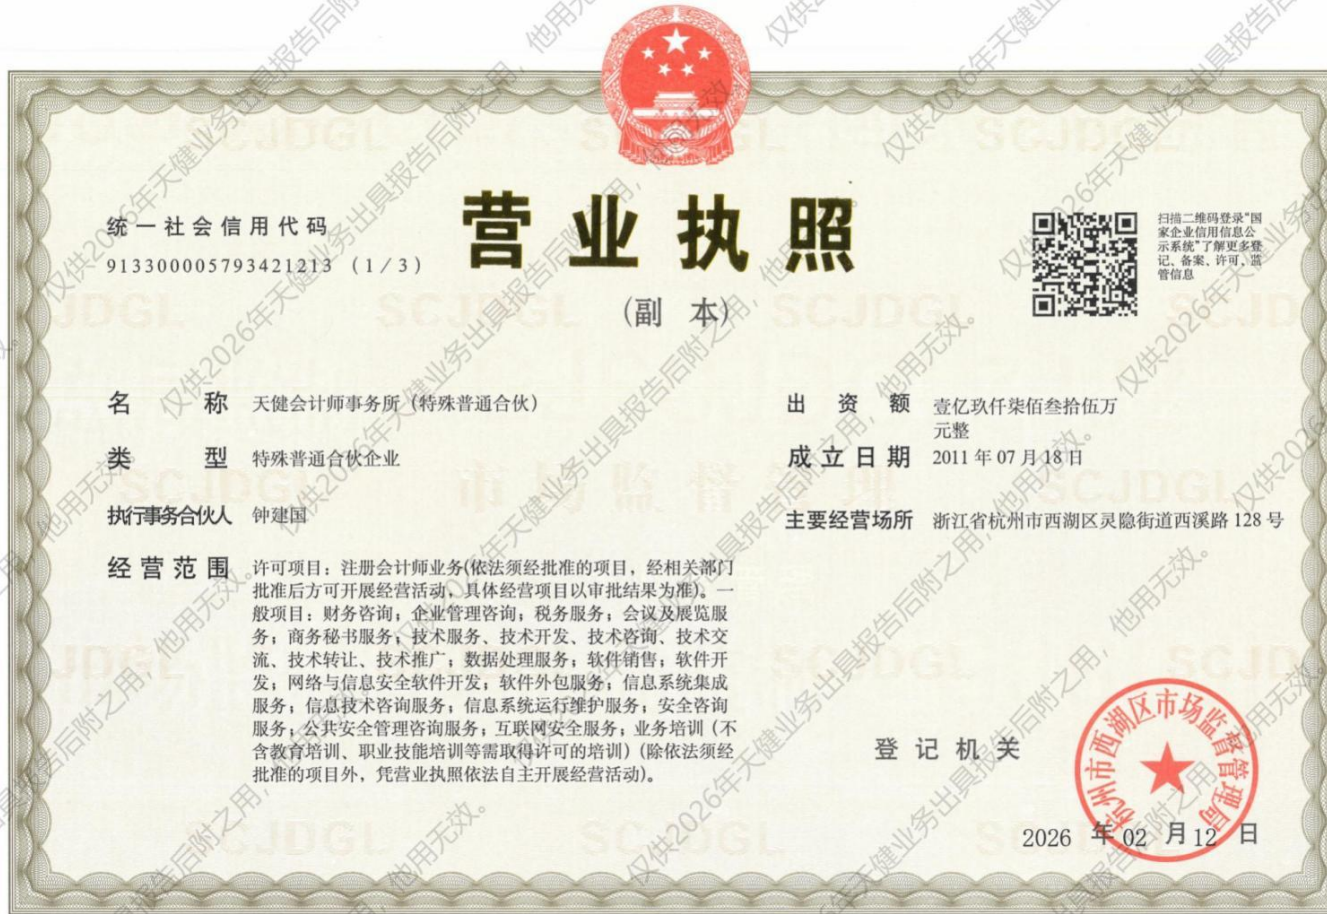 营业执照
(副 本)
统一社会信用代码
913300005793421213 (1/3)
扫描二维码登录"国
家企业信用信息公
示系统"了解更多登
记、备案、许可、监
管信息
名 称 天健会计师事务所(特殊普通合伙)
类 型 特殊普通合伙企业
执行事务合伙人 钟建国
经营范围 许可项目:注册会计师业务(依法须经批准的项目,经相关部门
批准后方可开展经营活动,具体经营项目以审批结果为准)。一
般项目:财务咨询;企业管理咨询;税务服务;会议及展览服
务;商务秘书服务;技术服务、技术开发、技术咨询、技术交
流、技术转让、技术推广;数据处理服务;软件销售;软件开
发;网络与信息安全软件开发;软件外包服务;信息系统集成
服务;信息技术咨询服务;信息系统运行维护服务;安全咨询
服务;公共安全管理咨询服务;互联网安全服务;业务培训(不
含教育培训、职业技能培训等需取得许可的培训)(除依法须经
批准的项目外,凭营业执照依法自主开展经营活动)。
出 资 额 壹亿玖仟柒佰叁拾伍万
元整
成立日期 2011年07月18日
主要经营场所 浙江省杭州市西湖区灵隐街道西溪路128号
登记机关
杭州市西湖区市场监督管理局
2026 年 02 月 12 日
市场监督管理
SCJDGL
仅供2026年天健业务出具报告后附之用,他用无效。